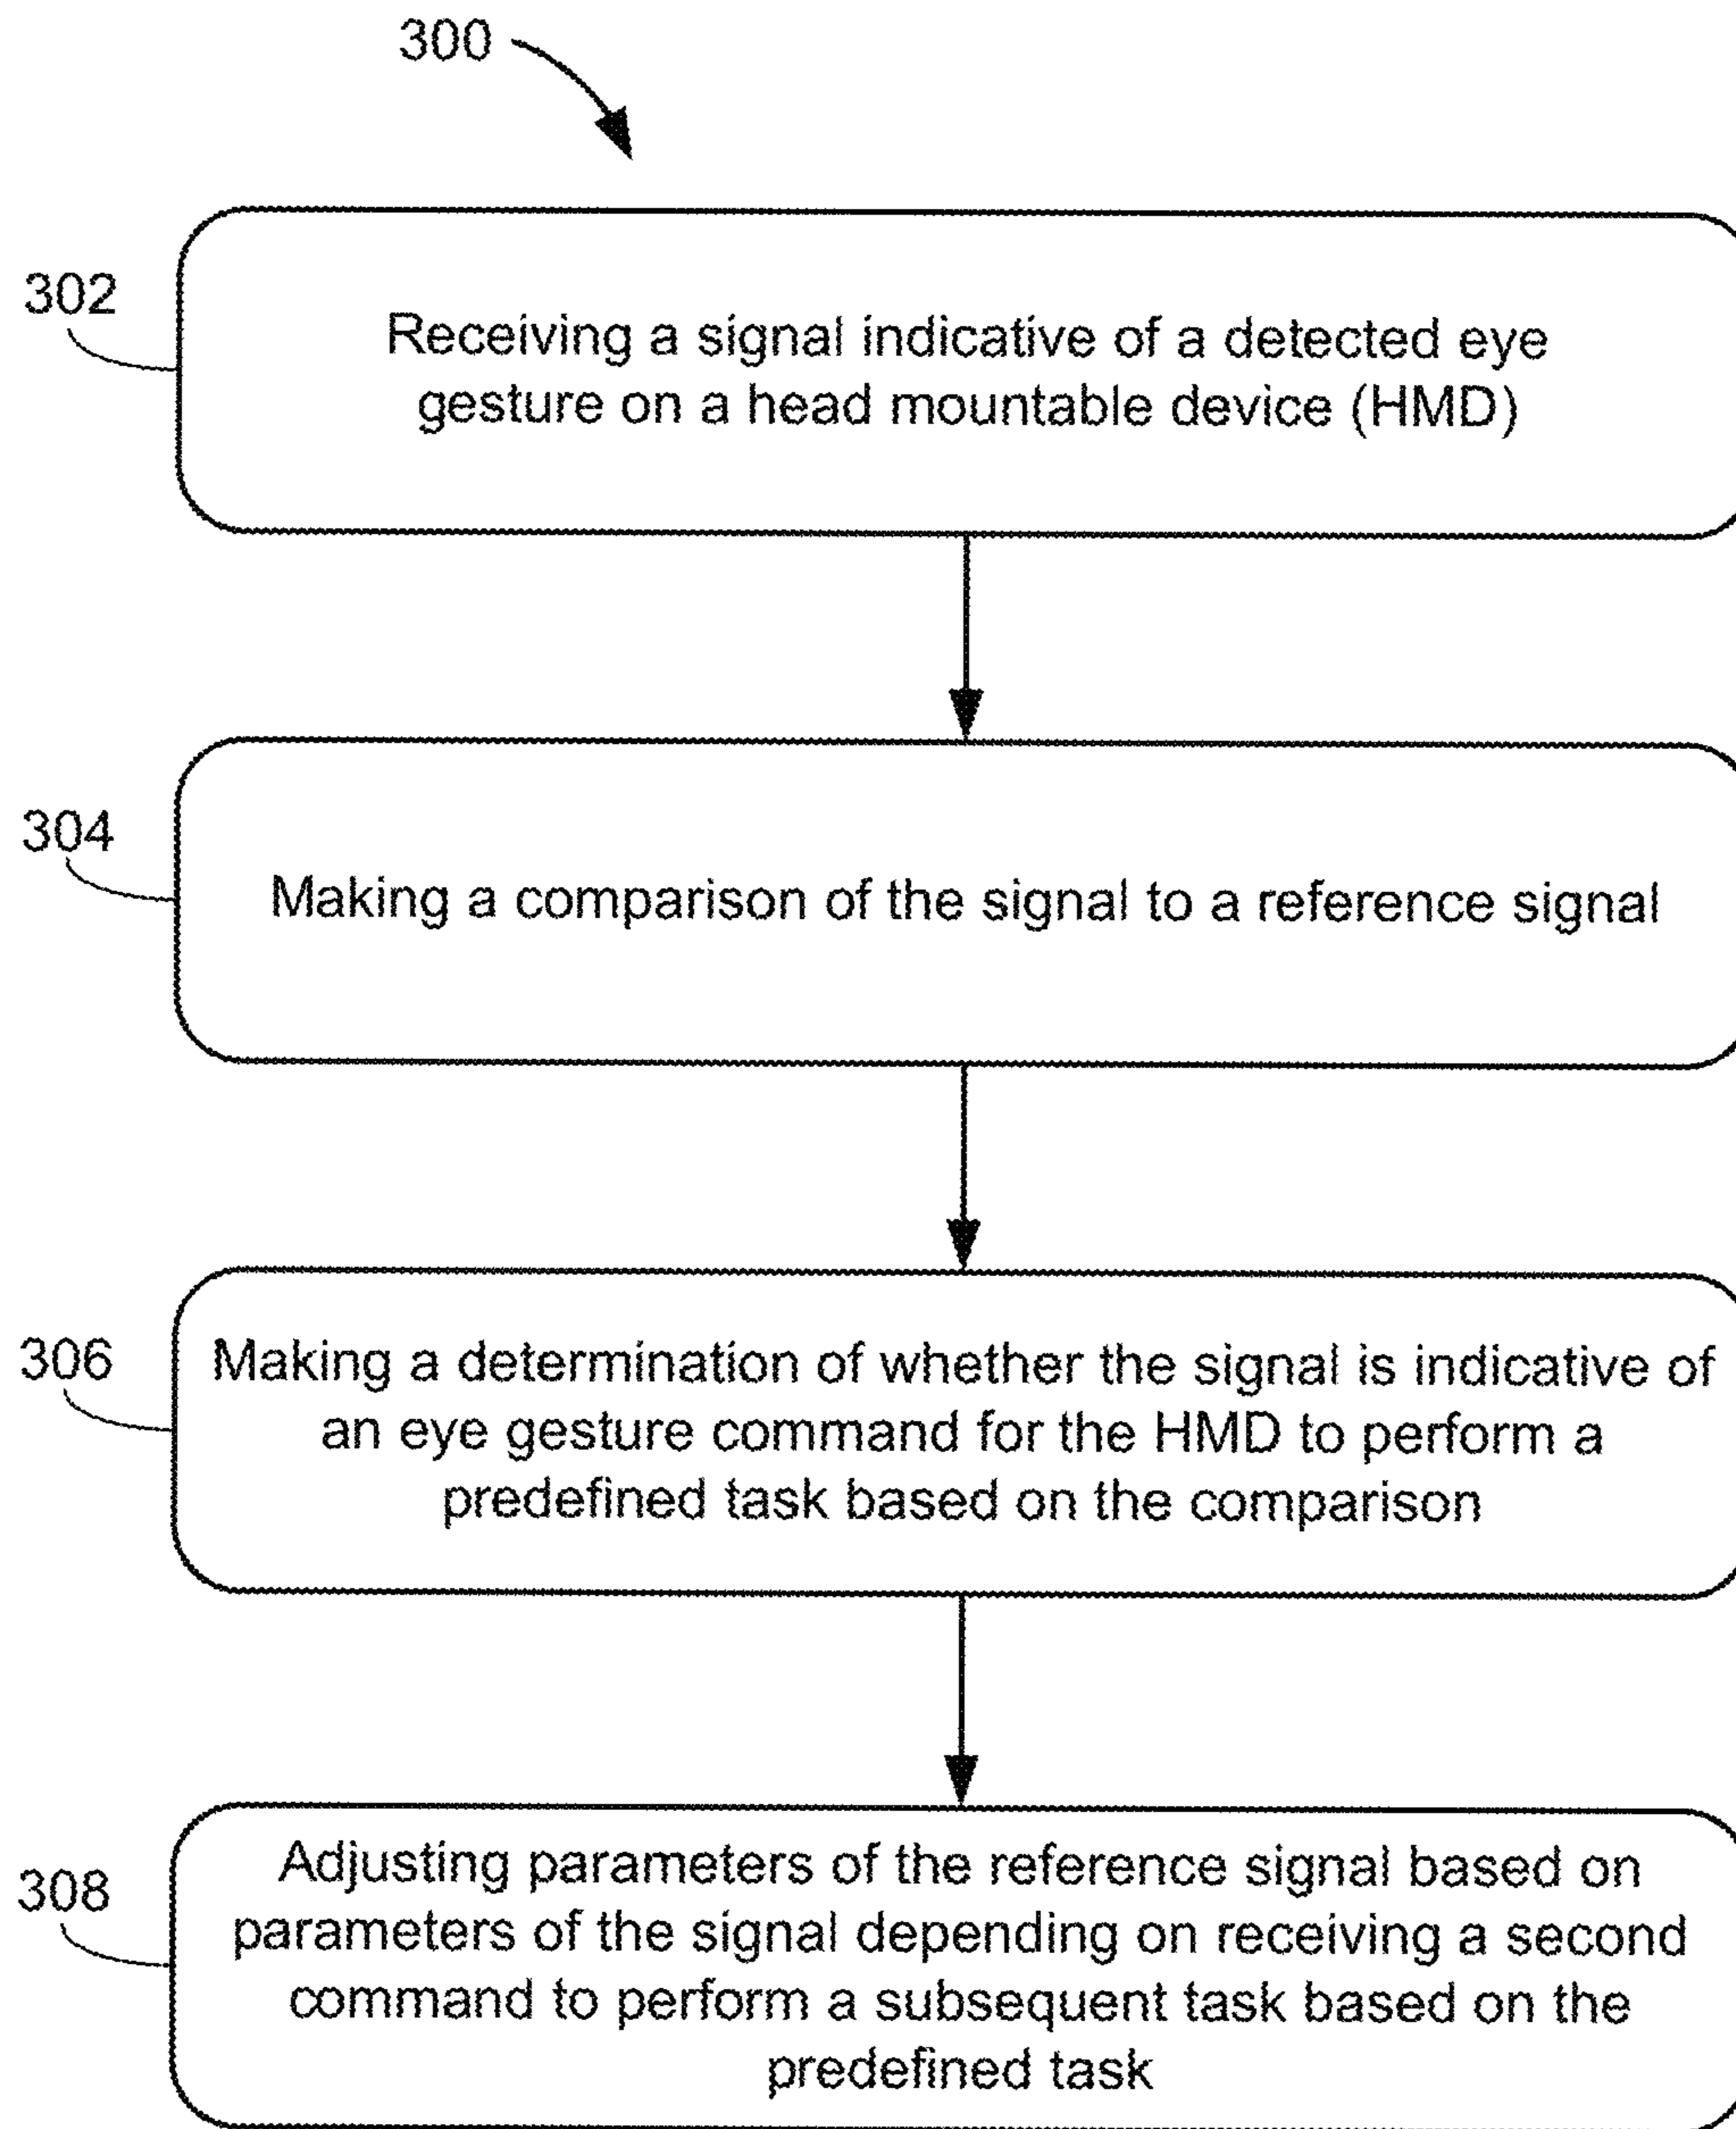 300
302
Receiving a signal indicative of a detected eye
gesture on a head mountable device (HMD)
304
Making a comparison of the signal to a reference signal
306
Making a determination of whether the signal is indicative of
an eye gesture command for the HMD to perform a
predefined task based on the comparison
308
Adjusting parameters of the reference signal based on
parameters of the signal depending on receiving a second
command to perform a subsequent task based on the
predefined task